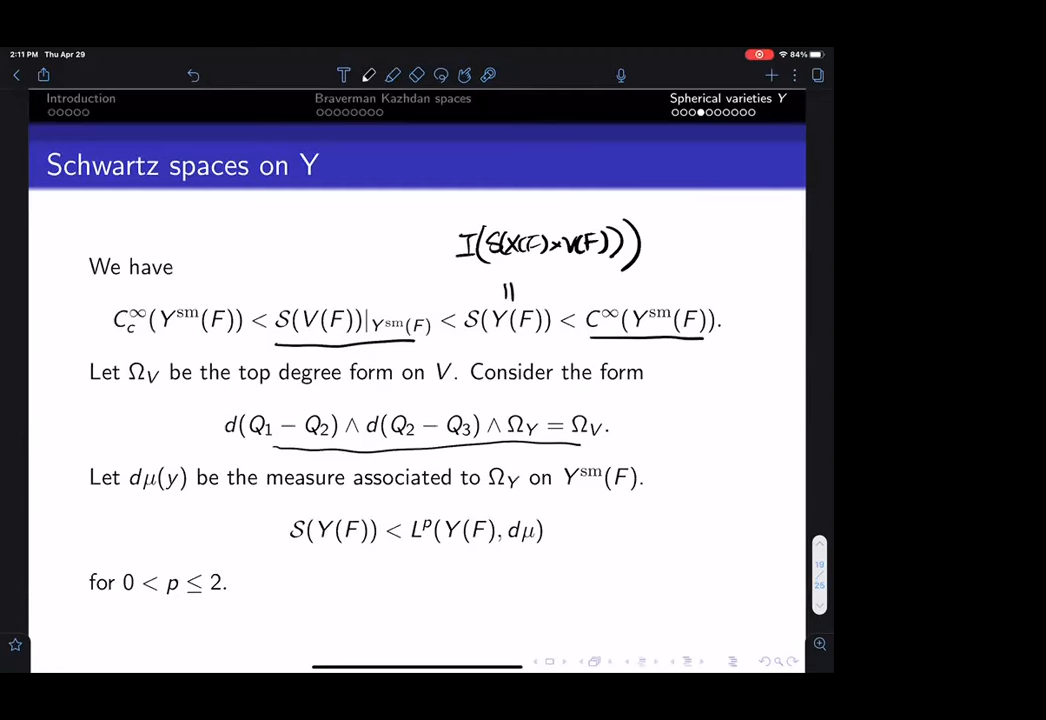 2:11 PM Thu Apr 29
84%
Introduction
Braverman Kazhdan spaces
Spherical varieties Y
Schwartz spaces on Y
I(S(X(F)×V(F)))
We have
||
C_c^∞(Y^sm(F)) < 𝒮(V(F))|_{Y^sm(F)} < 𝒮(Y(F)) < C^∞(Y^sm(F)).
Let Ω_V be the top degree form on V. Consider the form
d(Q_1 − Q_2) ∧ d(Q_2 − Q_3) ∧ Ω_Y = Ω_V.
Let dμ(y) be the measure associated to Ω_Y on Y^sm(F).
𝒮(Y(F)) < L^p(Y(F), dμ)
for 0 < p ≤ 2.
19
25